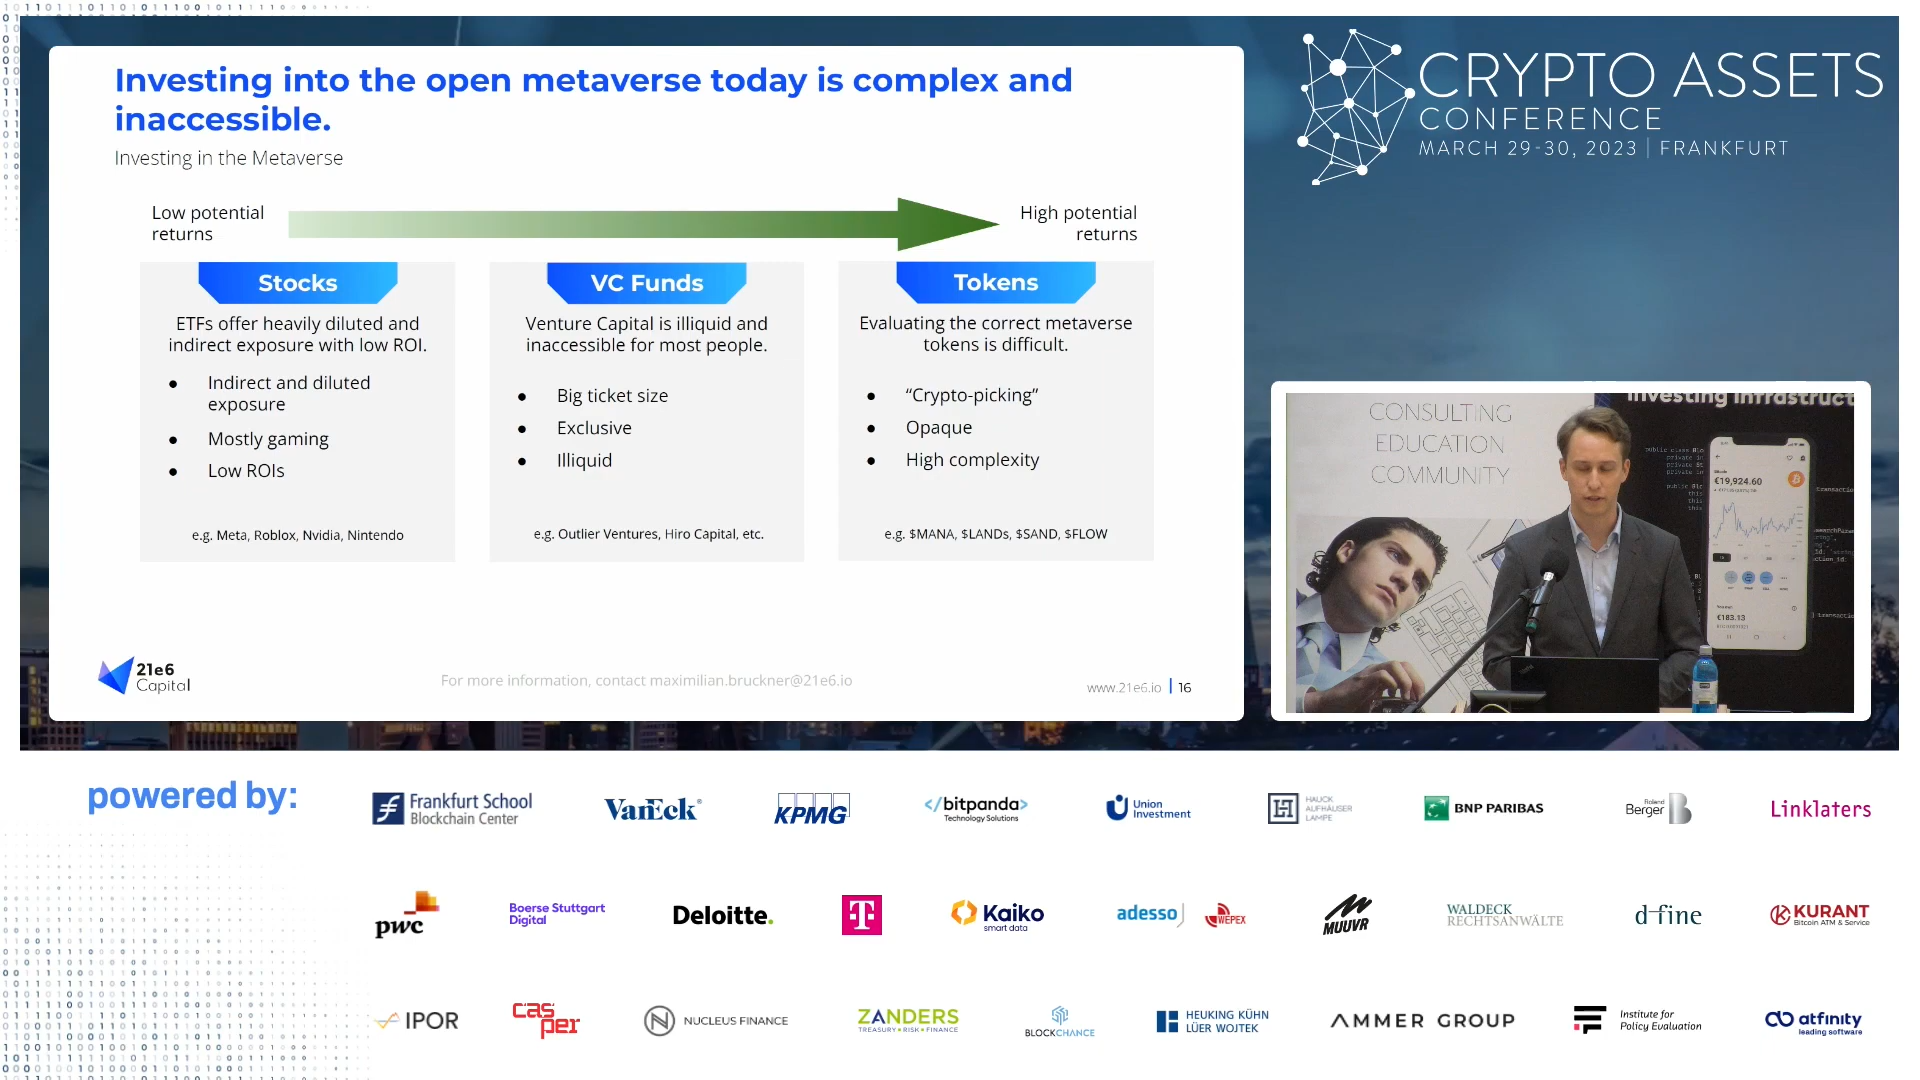 Investing into the open metaverse today is complex and
inaccessible.
Investing in the Metaverse
Low potential
returns
High potential
returns
Stocks
ETFs offer heavily diluted and
indirect exposure with low ROI.
● Indirect and diluted
exposure
● Mostly gaming
● Low ROIs
e.g. Meta, Roblox, Nvidia, Nintendo
VC Funds
Venture Capital is illiquid and
inaccessible for most people.
● Big ticket size
● Exclusive
● Illiquid
e.g. Outlier Ventures, Hiro Capital, etc.
Tokens
Evaluating the correct metaverse
tokens is difficult.
● “Crypto-picking”
● Opaque
● High complexity
e.g. $MANA, $LANDs, $SAND, $FLOW
21e6
Capital
For more information, contact maximilian.bruckner@21e6.io
www.21e6.io | 16
CRYPTO ASSETS
CONFERENCE
MARCH 29-30, 2023 | FRANKFURT
CONSULTING
EDUCATION
COMMUNITY
Bitcoin
€19,924.60
€183.13
powered by:
Frankfurt School
Blockchain Center
VanEck®
KPMG
</bitpanda>
Technology Solutions
Union
Investment
HAUCK
AUFHÄUSER
LAMPE
BNP PARIBAS
Roland
Berger
Linklaters
pwc
Boerse Stuttgart
Digital
Deloitte.
T
Kaiko
smart data
adesso
WEPEX
MUUVR
WALDECK
RECHTSANWÄLTE
d-fine
KURANT
Bitcoin ATM & Service
IPOR
casper
NUCLEUS FINANCE
ZANDERS
TREASURY • RISK • FINANCE
BLOCKCHANCE
HEUKING KÜHN
LÜER WOJTEK
AMMER GROUP
Institute for
Policy Evaluation
atfinity
leading software